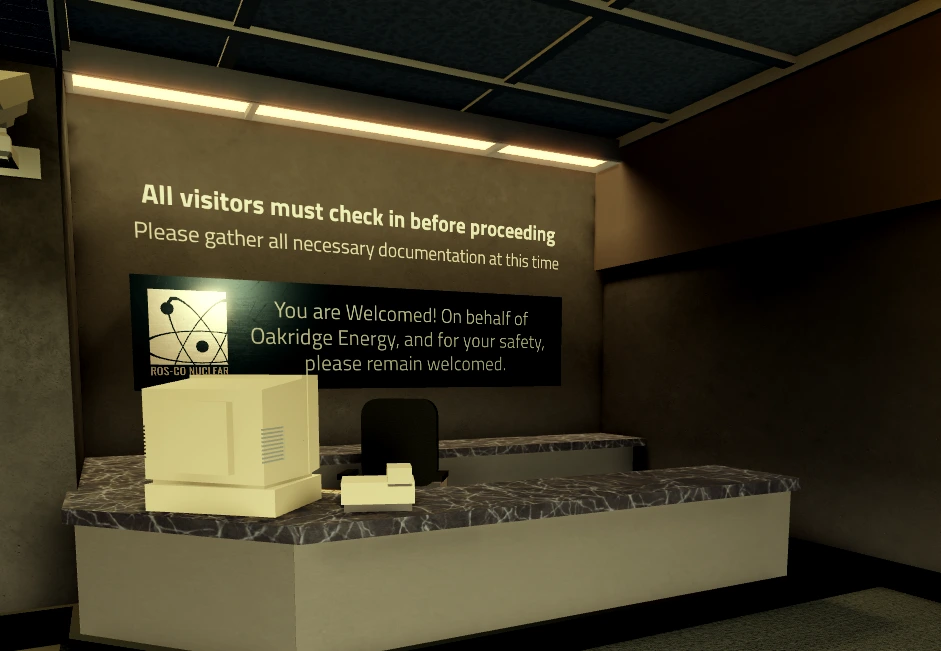 All visitors must check in before proceeding
Please gather all necessary documentation at this time
You are Welcomed! On behalf of
Oakridge Energy, and for your safety,
please remain welcomed.
ROS-CO NUCLEAR